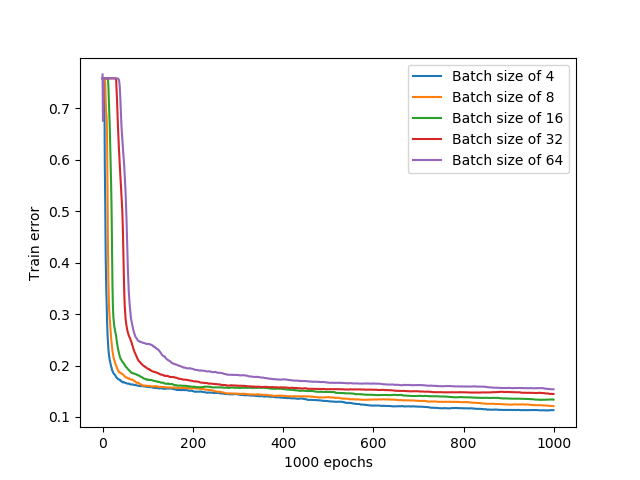 Batch size of 4
Batch size of 8
Batch size of 16
Batch size of 32
Batch size of 64
0.7
0.6
0.5
0.4
0.3
0.2
0.1
Train error
0 200 400 600 800 1000
1000 epochs